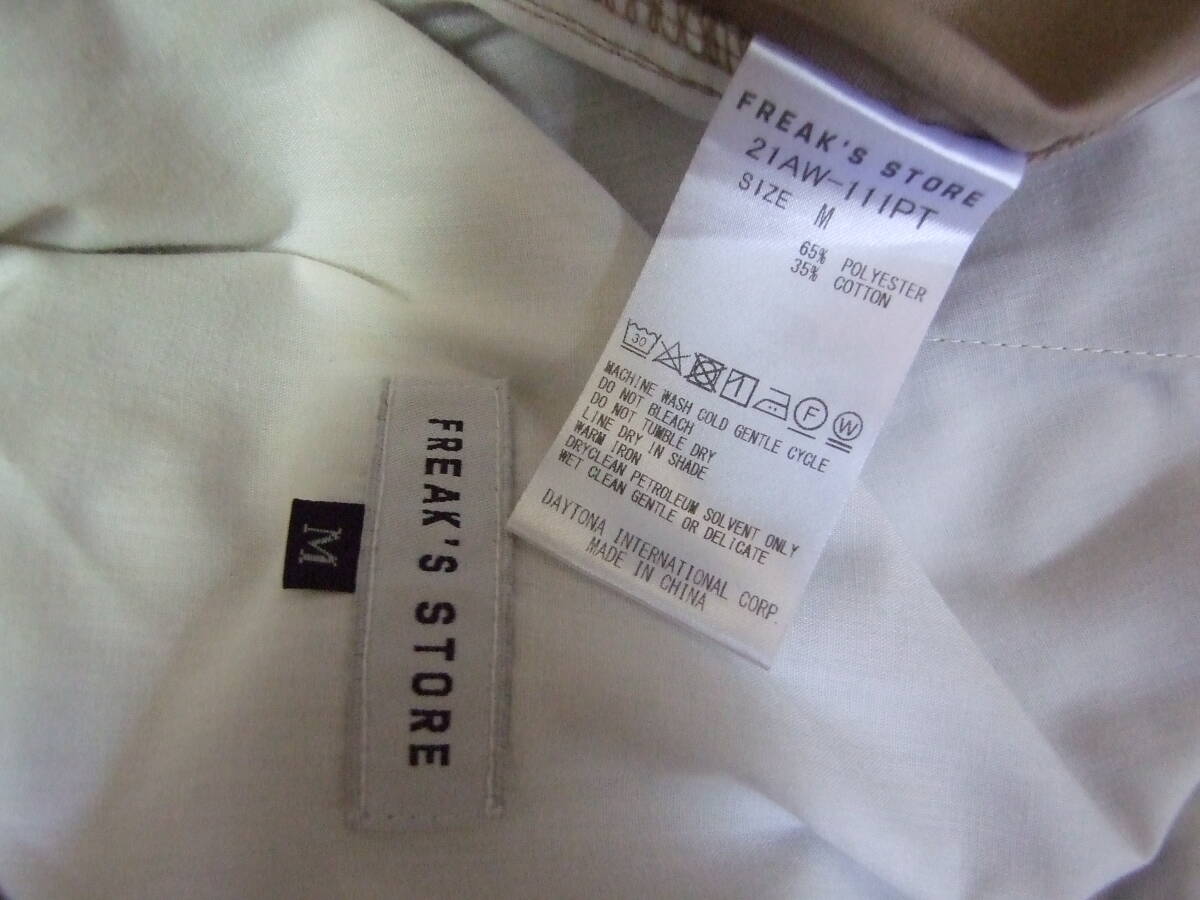 FREAK'S STORE
21AW-111PT
SIZE M
65% POLYESTER
35% COTTON
30
F W
MACHINE WASH COLD GENTLE CYCLE
DO NOT BLEACH
DO NOT TUMBLE DRY
LINE DRY IN SHADE
WARM IRON
DRYCLEAN PETROLEUM SOLVENT ONLY
WET CLEAN GENTLE OR DELICATE
DAYTONA INTERNATIONAL CORP.
MADE IN CHINA
FREAK'S STORE
M